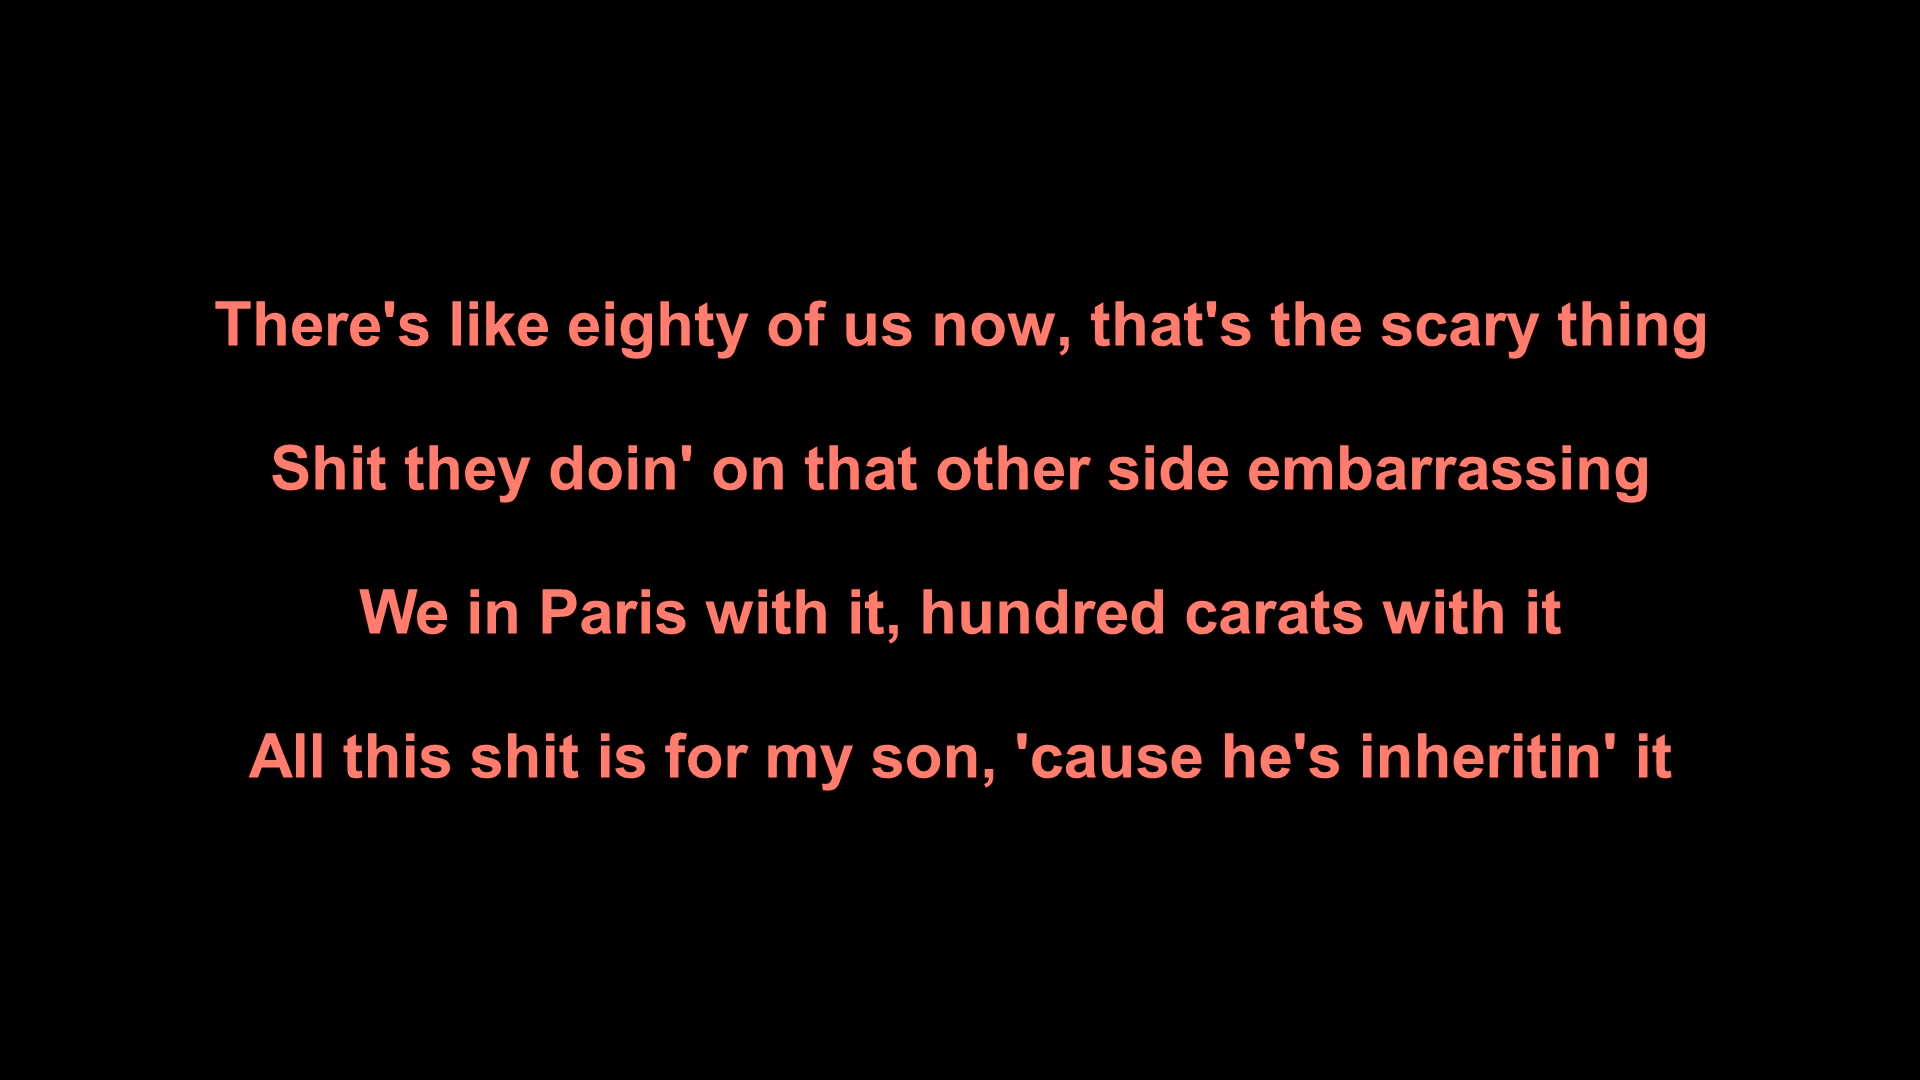 There's like eighty of us now, that's the scary thing
Shit they doin' on that other side embarrassing
We in Paris with it, hundred carats with it
All this shit is for my son, 'cause he's inheritin' it